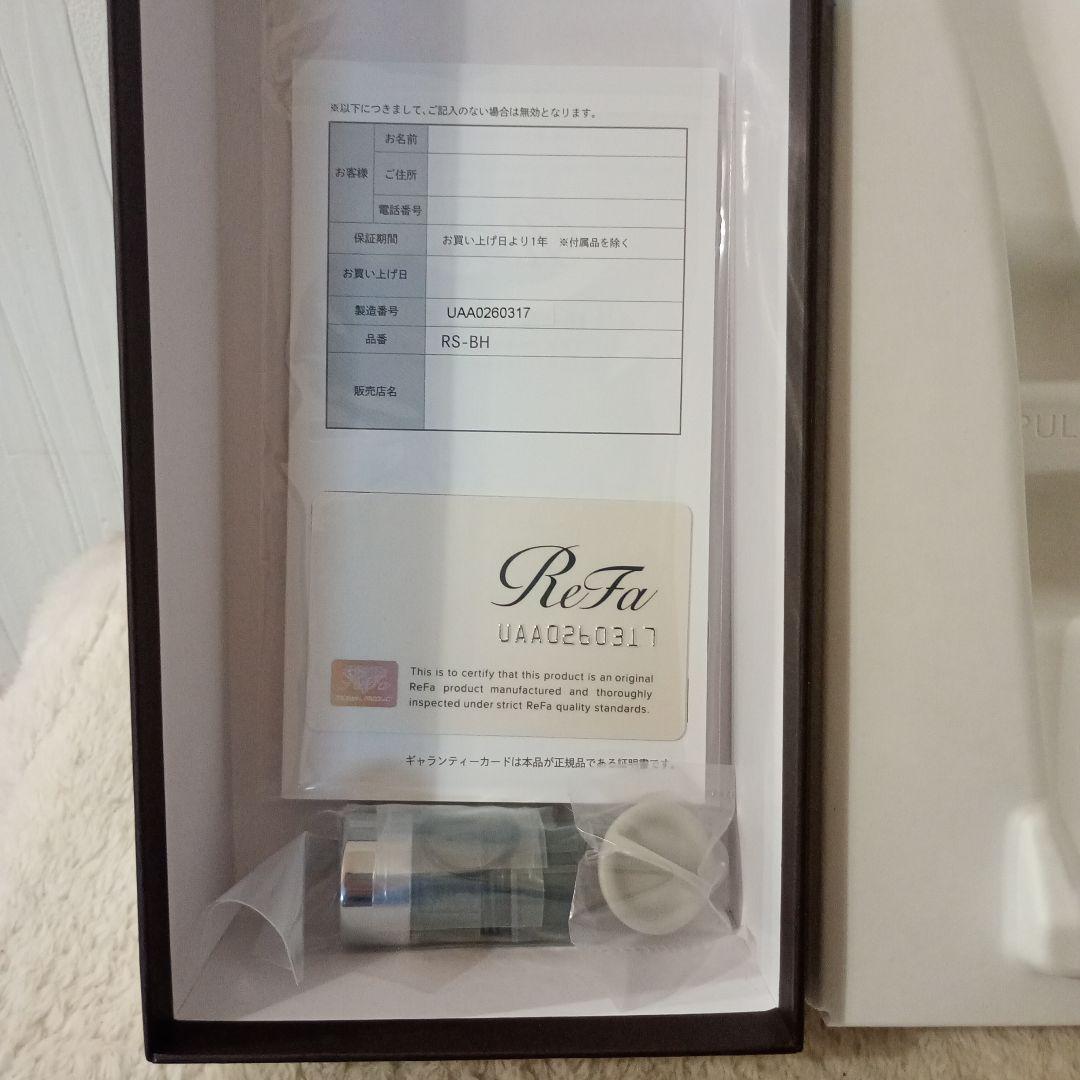 ※以下につきまして、ご記入のない場合は無効となります。
お客様
お名前
ご住所
電話番号
保証期間 お買い上げ日より1年 ※付属品を除く
お買い上げ日
製造番号 UAA0260317
品番 RS-BH
販売店名
ReFa
UAA0260317
This is to certify that this product is an original
ReFa product manufactured and thoroughly
inspected under strict ReFa quality standards.
ギャランティーカードは本品が正規品である証明書です。
PUL